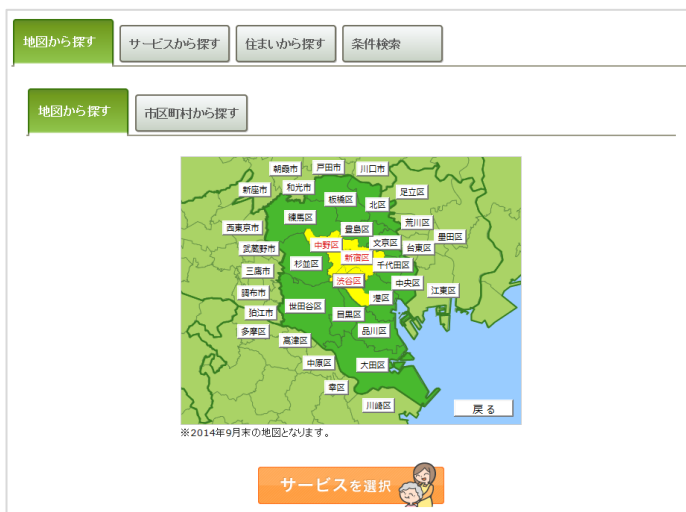 地図から探す
サービスから探す
住まいから探す
条件検索
地図から探す
市区町村から探す
朝霞市
戸田市
川口市
新座市
和光市
足立区
板橋区
北区
練馬区
荒川区
西東京市
豊島区
墨田区
武蔵野市
中野区
文京区
台東区
杉並区
新宿区
千代田区
三鷹市
渋谷区
中央区
調布市
港区
江東区
世田谷区
狛江市
目黒区
多摩区
品川区
高津区
中原区
大田区
幸区
川崎区
戻る
※2014年9月末の地図となります。
サービスを選択